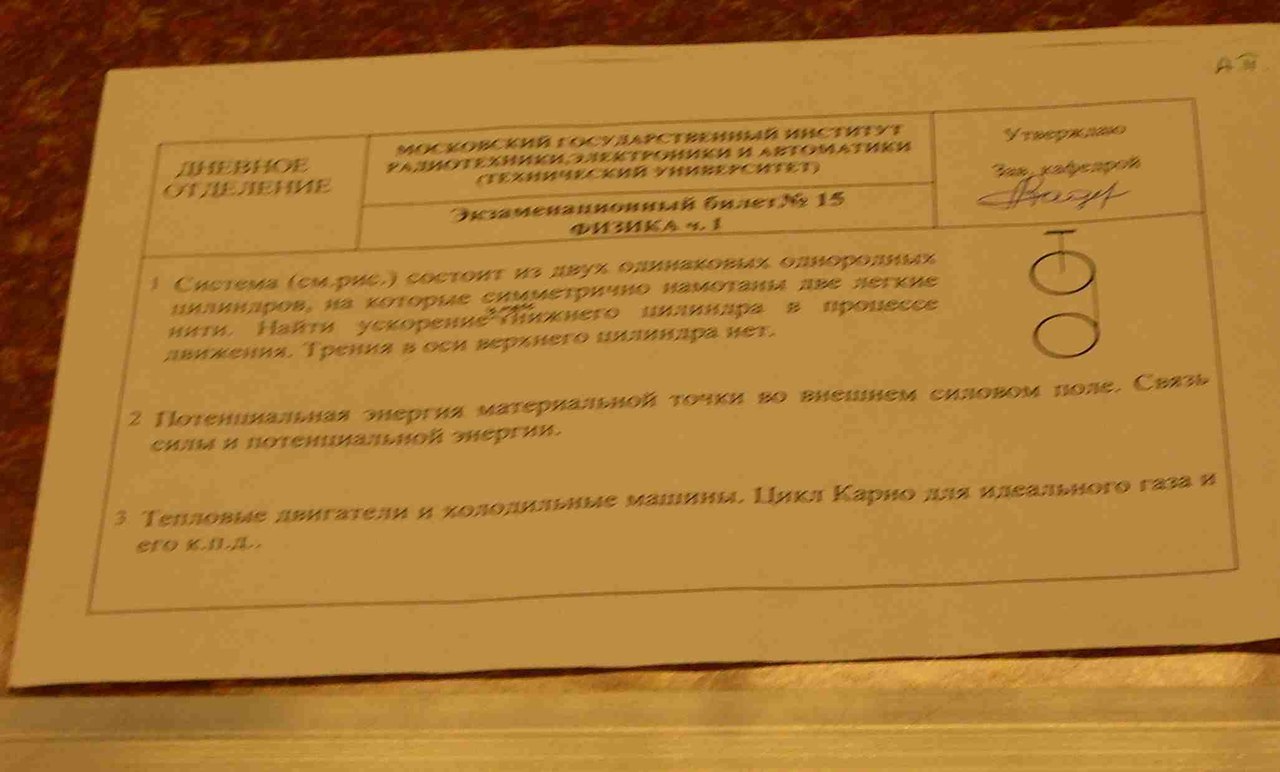 ДНЕВНОЕ
ОТДЕЛЕНИЕ
МОСКОВСКИЙ ГОСУДАРСТВЕННЫЙ ИНСТИТУТ
РАДИОТЕХНИКИ,ЭЛЕКТРОНИКИ И АВТОМАТИКИ
(ТЕХНИЧЕСКИЙ УНИВЕРСИТЕТ)
Экзаменационный билет№ 15
ФИЗИКА ч.1
Утверждаю
Зав. кафедрой
1 Система (см.рис.) состоит из двух одинаковых однородных
цилиндров, на которые симметрично намотаны две легкие
нити. Найти ускорение нижнего цилиндра в процессе
движения. Трения в оси верхнего цилиндра нет.
2 Потенциальная энергия материальной точки во внешнем силовом поле. Связь
силы и потенциальной энергии.
3 Тепловые двигатели и холодильные машины. Цикл Карно для идеального газа и
его к.п.д..